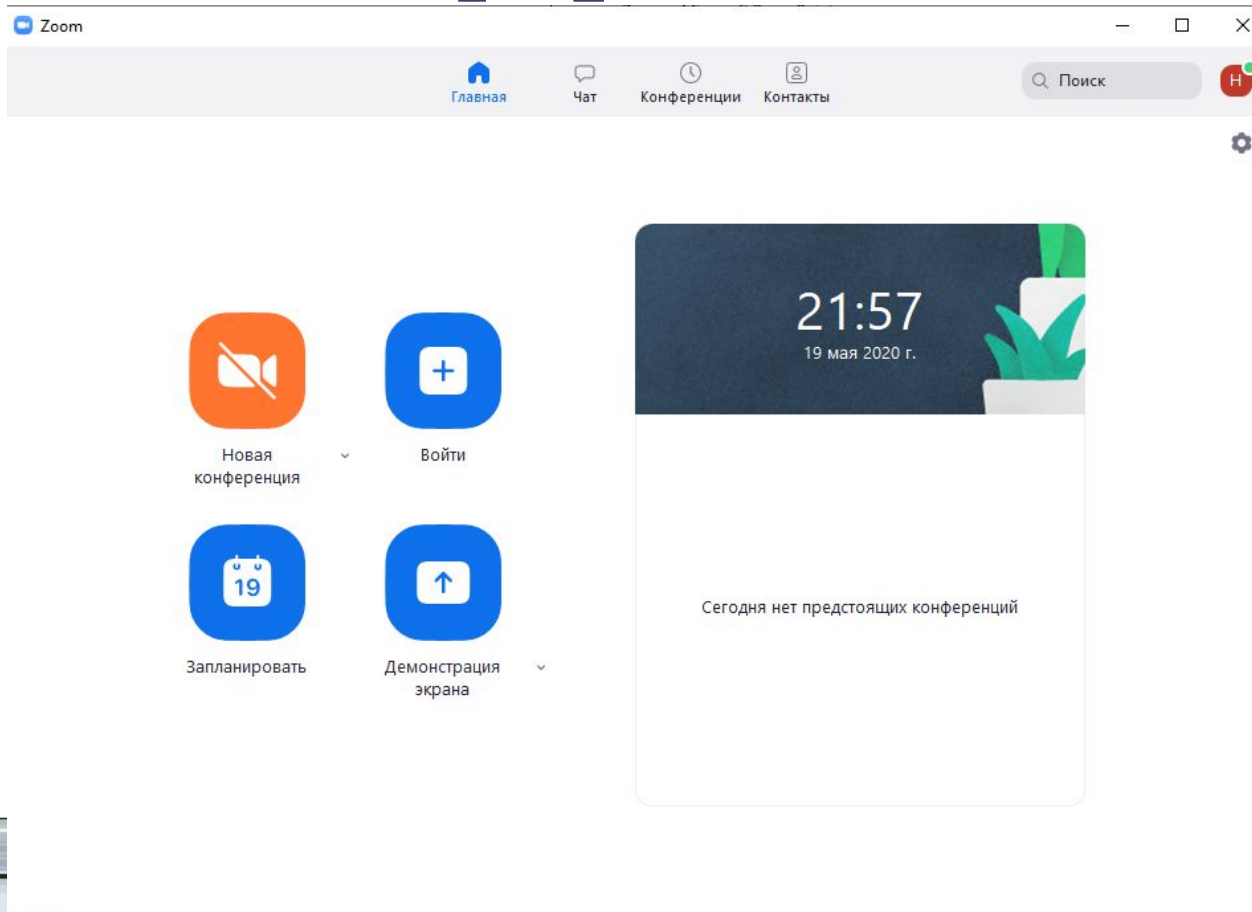 Zoom
Главная
Чат
Конференции
Контакты
Поиск
Н
21:57
19 мая 2020 г.
Новая
конференция
Войти
19
Запланировать
Демонстрация
экрана
Сегодня нет предстоящих конференций